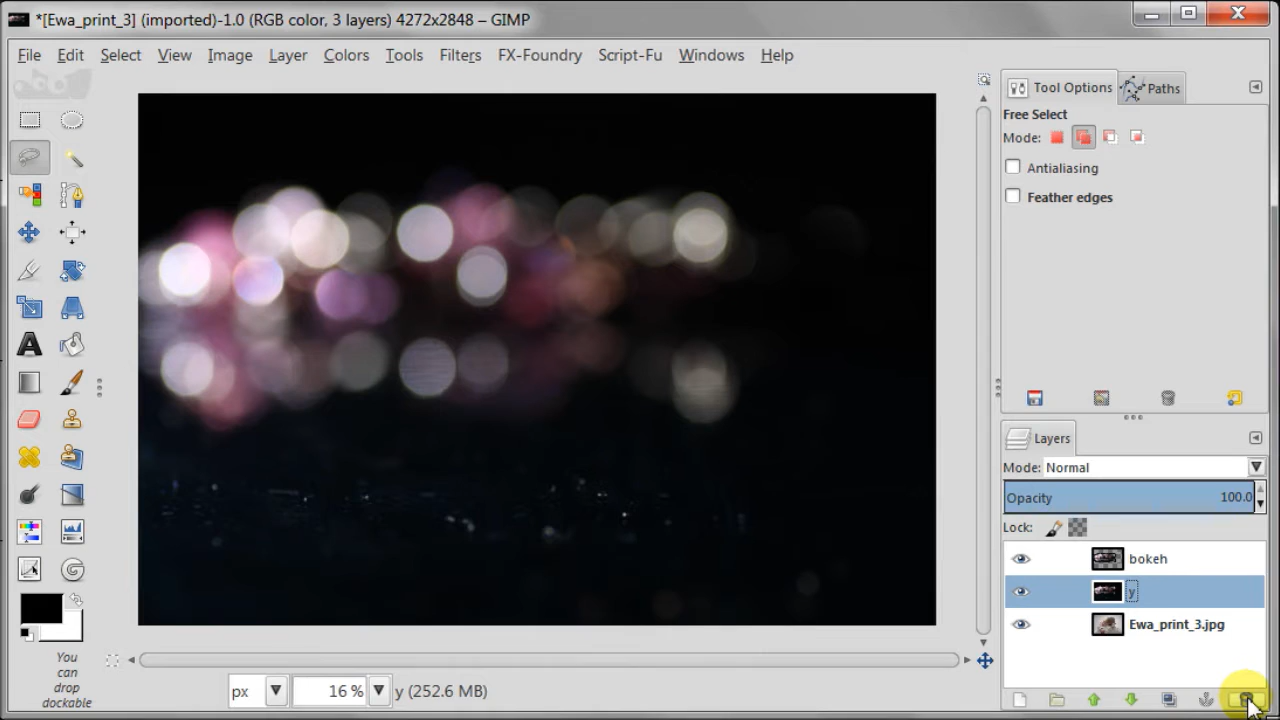 *[Ewa_print_3] (imported)-1.0 (RGB color, 3 layers) 4272x2848 – GIMP
File Edit Select View Image Layer Colors Tools Filters FX-Foundry Script-Fu Windows Help
Tool Options Paths
Free Select
Mode:
Antialiasing
Feather edges
Layers
Mode: Normal
Opacity 100.0
Lock:
bokeh
y
Ewa_print_3.jpg
You
can
drop
dockable
px 16 % y (252.6 MB)